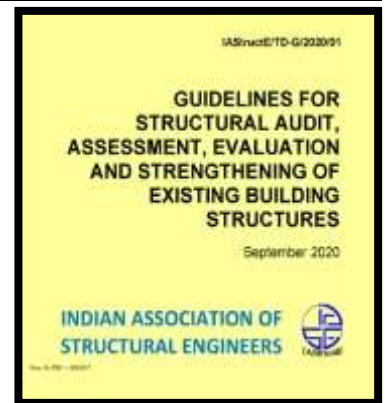 IAStructE/TD-G/2020/01
GUIDELINES FOR
STRUCTURAL AUDIT,
ASSESSMENT, EVALUATION
AND STRENGTHENING OF
EXISTING BUILDING
STRUCTURES
September 2020
INDIAN ASSOCIATION OF
STRUCTURAL ENGINEERS